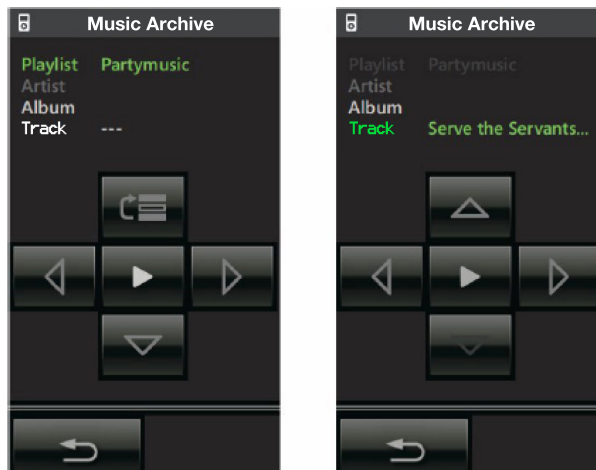 Music Archive
Playlist Partymusic
Artist
Album
Track ---
Music Archive
Playlist Partymusic
Artist
Album
Track Serve the Servants...